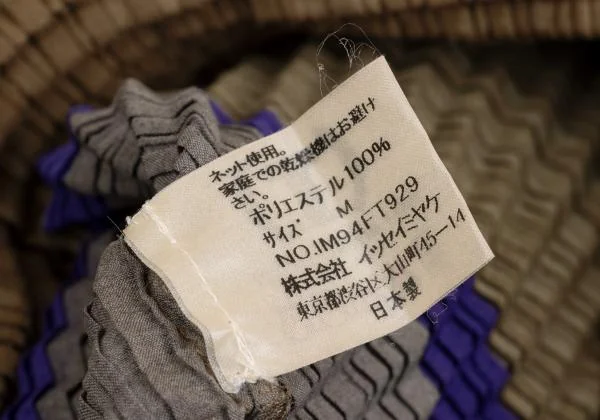 ネット使用。
家庭での乾燥機はお避け
さい。
ポリエステル100%
サイズ M
NO.IM94FT929
株式会社 イッセイミヤケ
東京都渋谷区大山町45-14
日本製